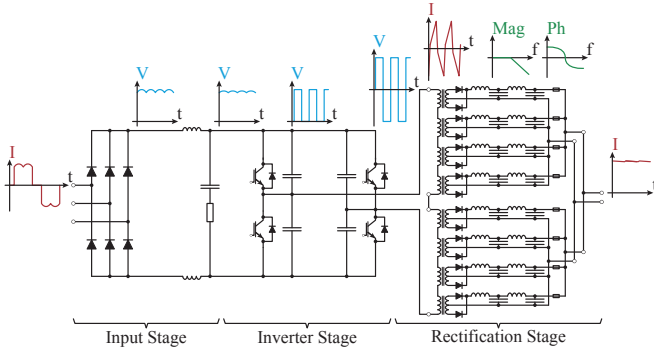 I
t
V
t
V
t
V
t
V
t
I
t
Mag
f
Ph
f
I
t
Input Stage
Inverter Stage
Rectification Stage